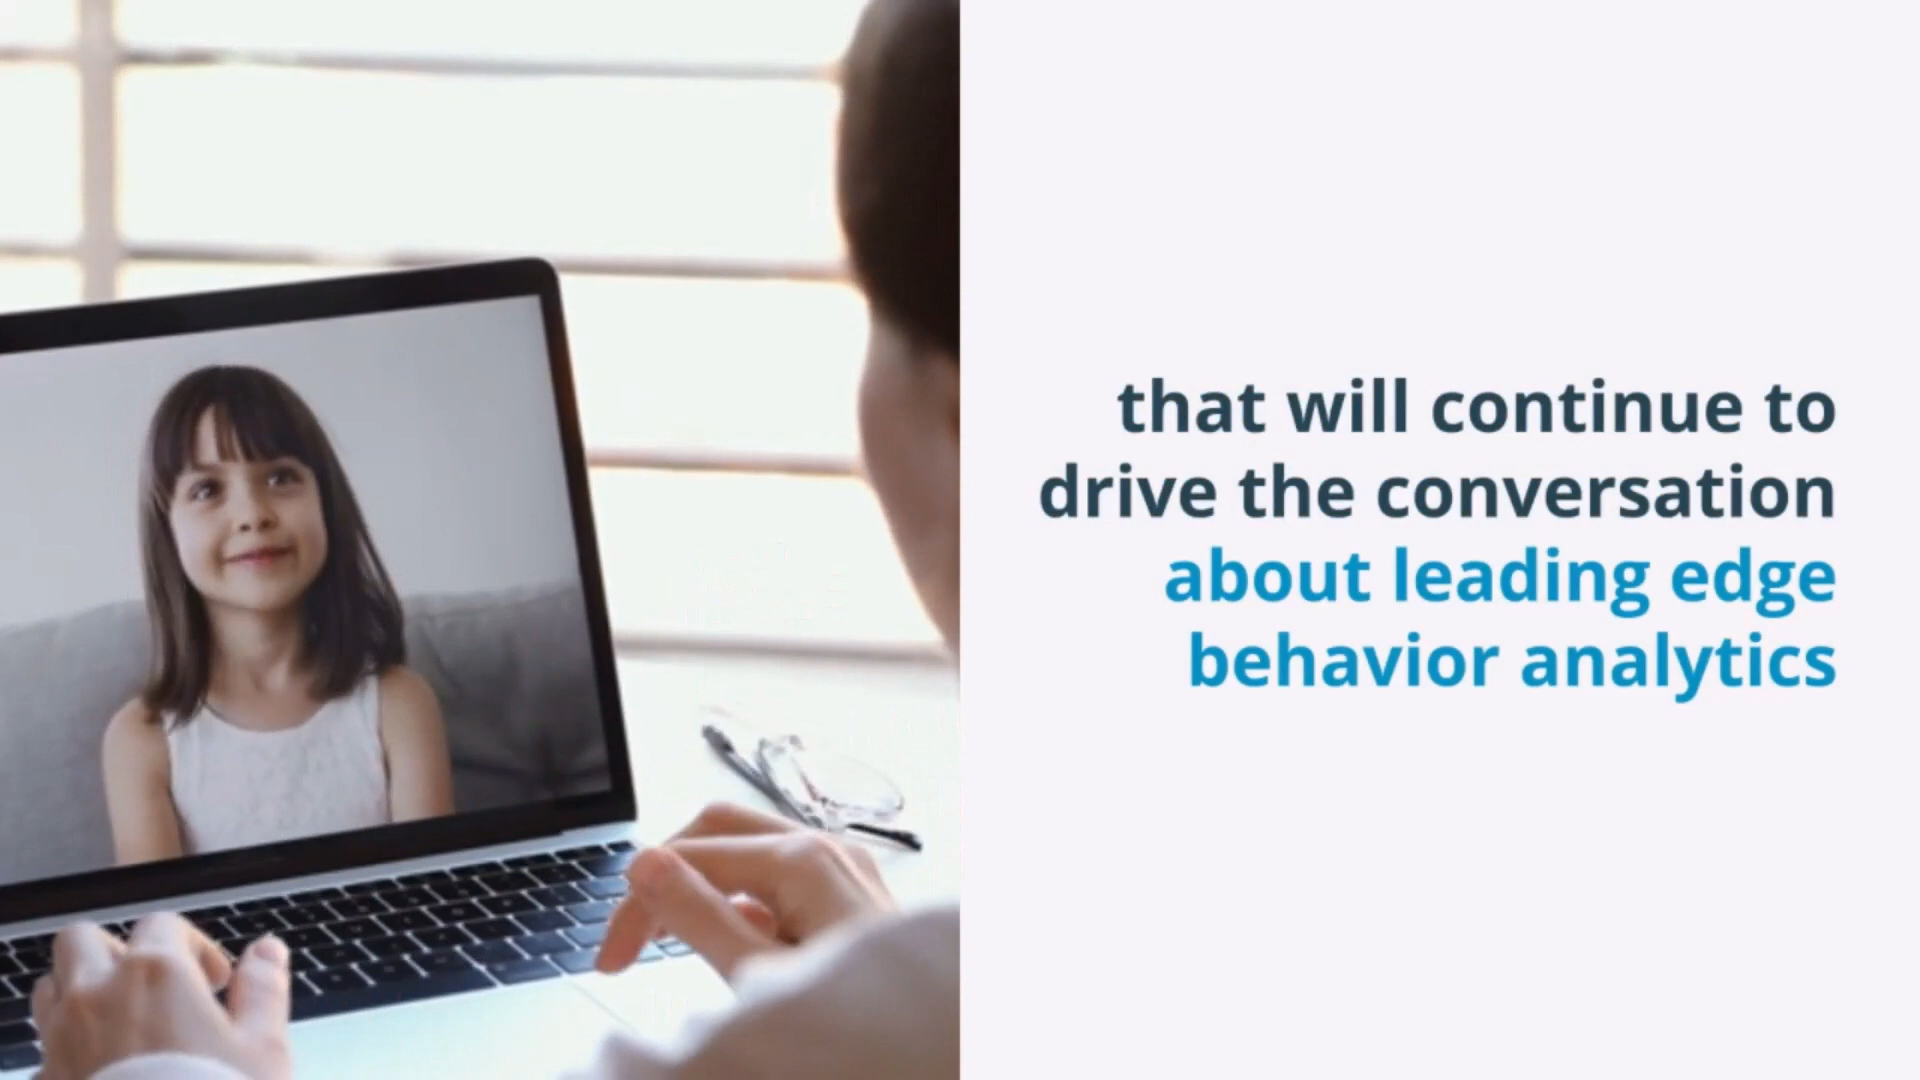 that will continue to
drive the conversation
about leading edge
behavior analytics